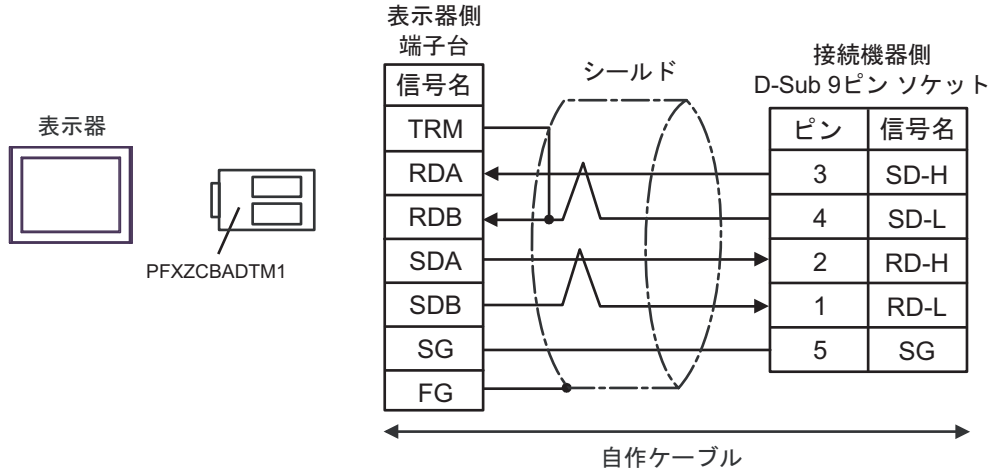 表示器
PFXZCBADTM1
表示器側
端子台
信号名
TRM
RDA
RDB
SDA
SDB
SG
FG
シールド
接続機器側
D-Sub 9ピン ソケット
ピン 信号名
3 SD-H
4 SD-L
2 RD-H
1 RD-L
5 SG
自作ケーブル